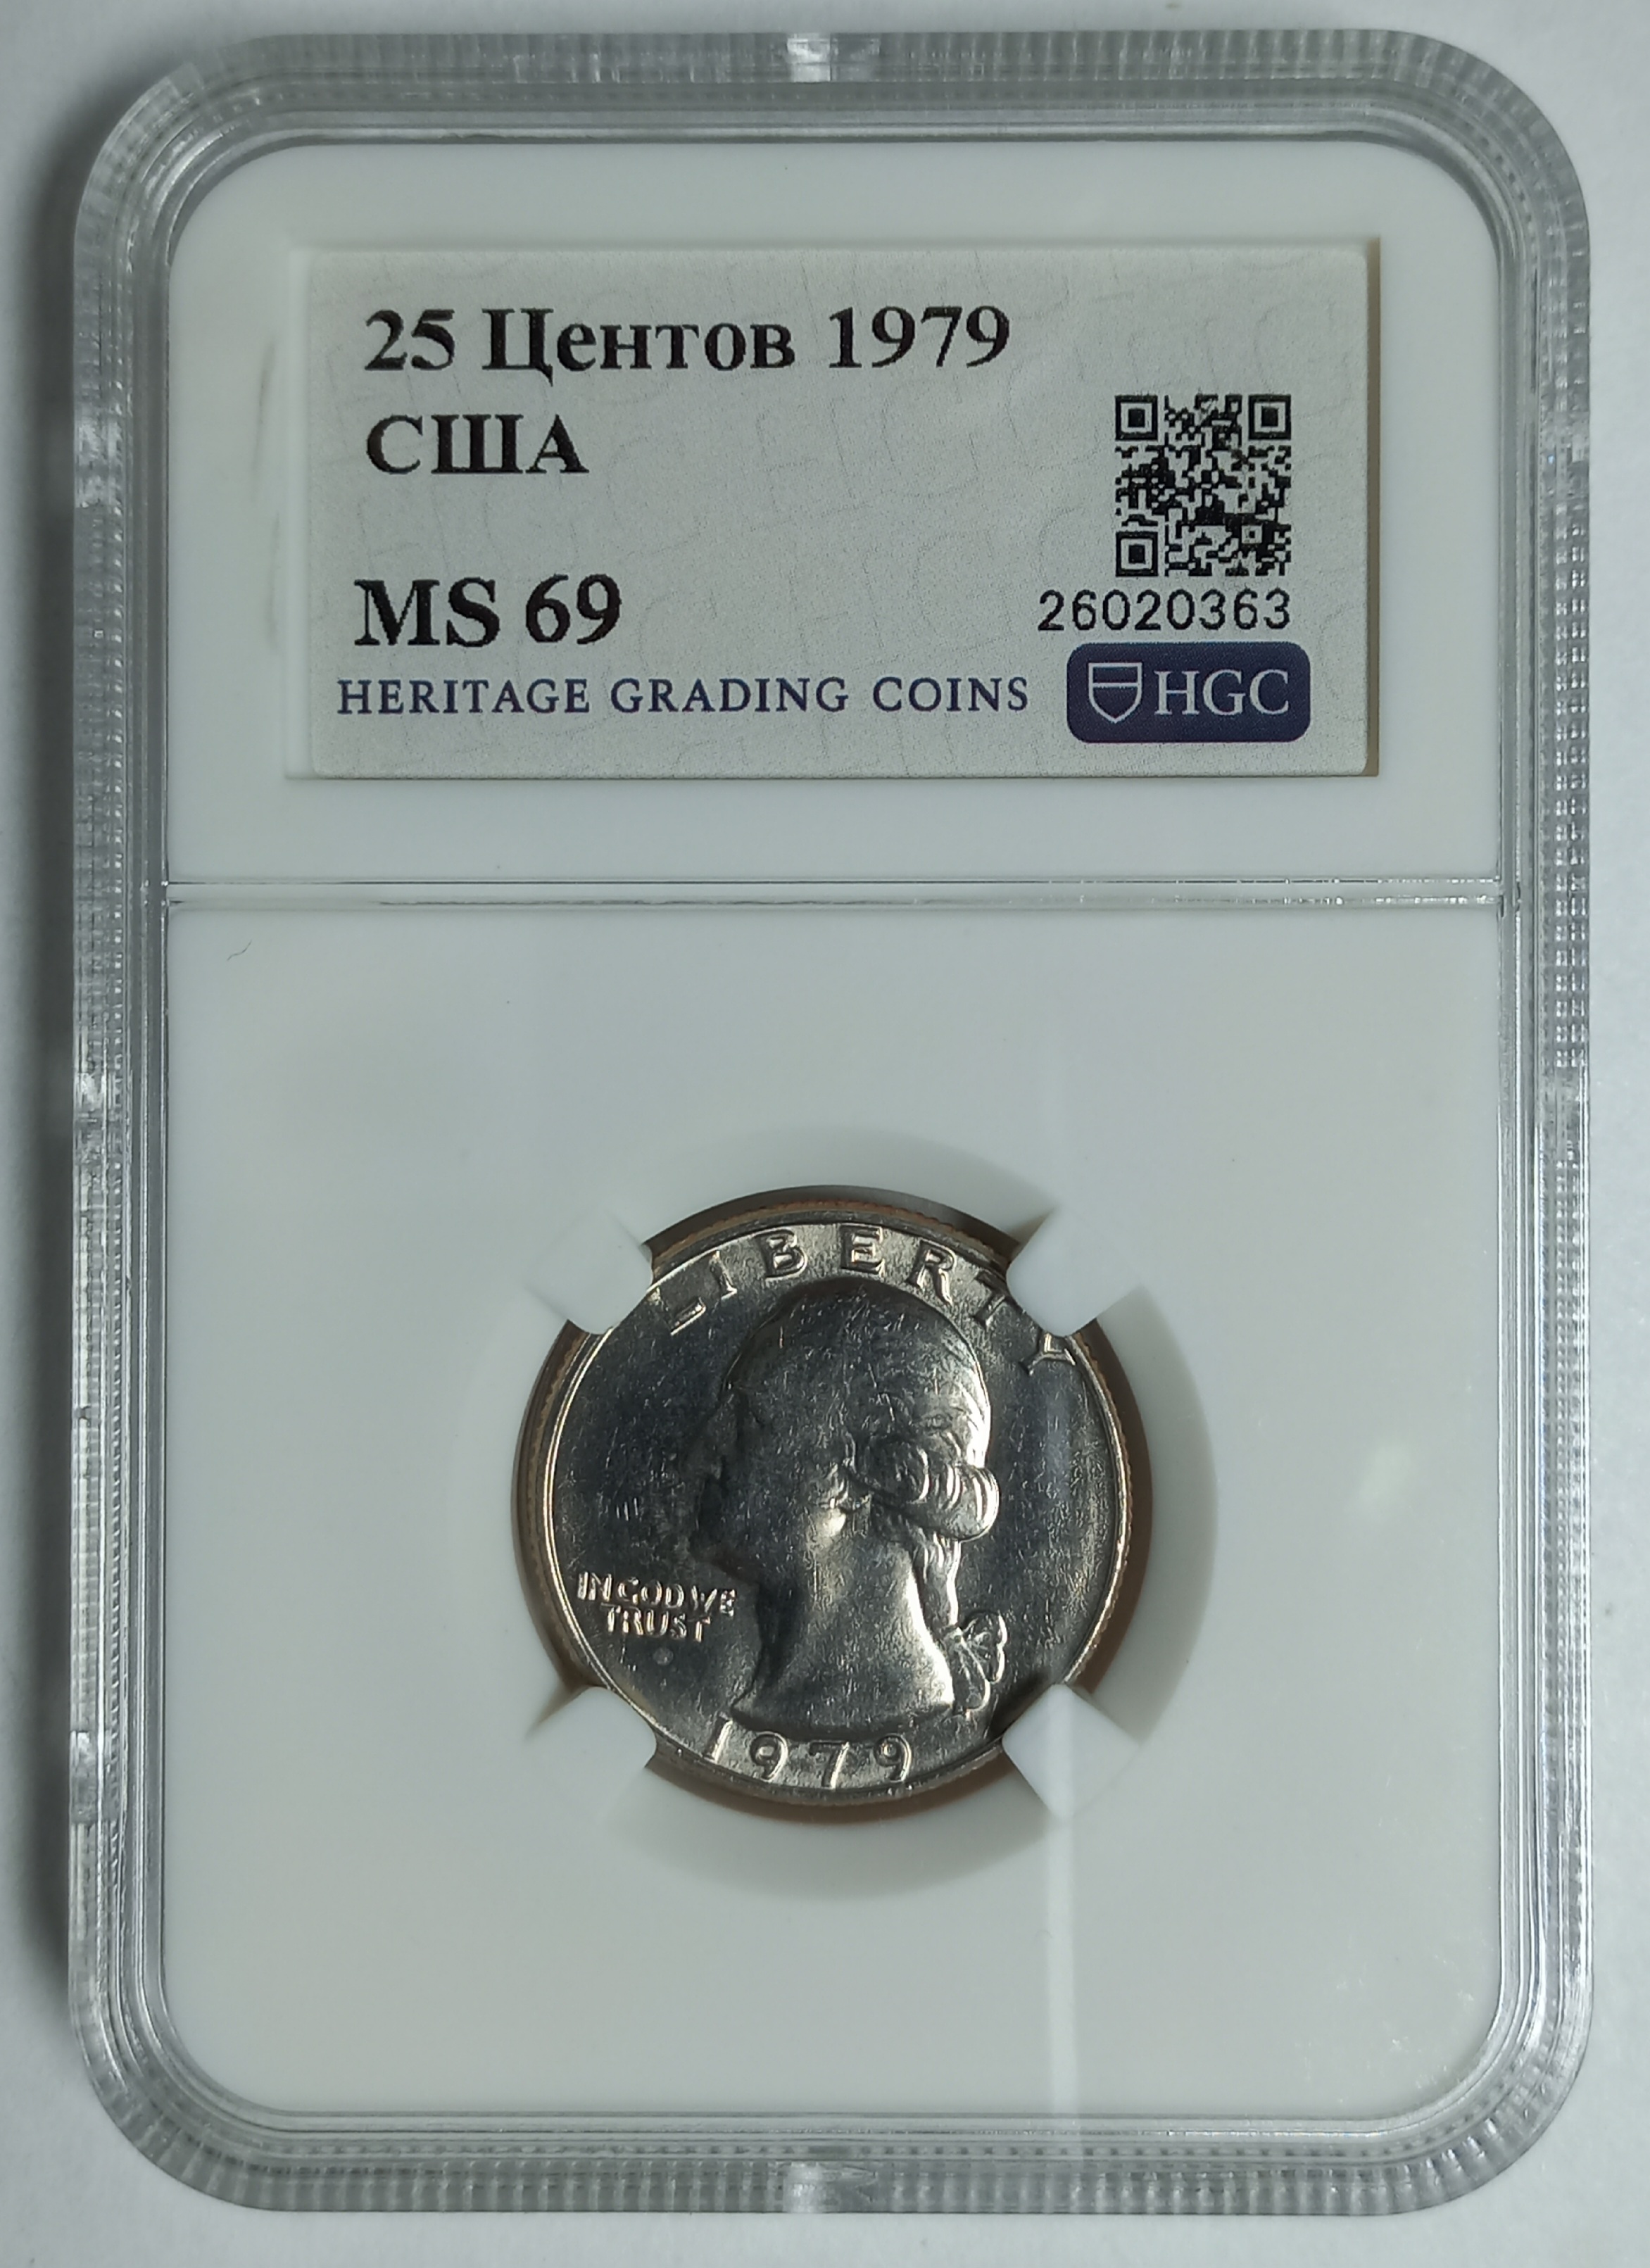 25 Центов 1979
США
MS 69
26020363
HERITAGE GRADING COINS
HGC
LIBERTY
IN GOD WE
TRUST
1979